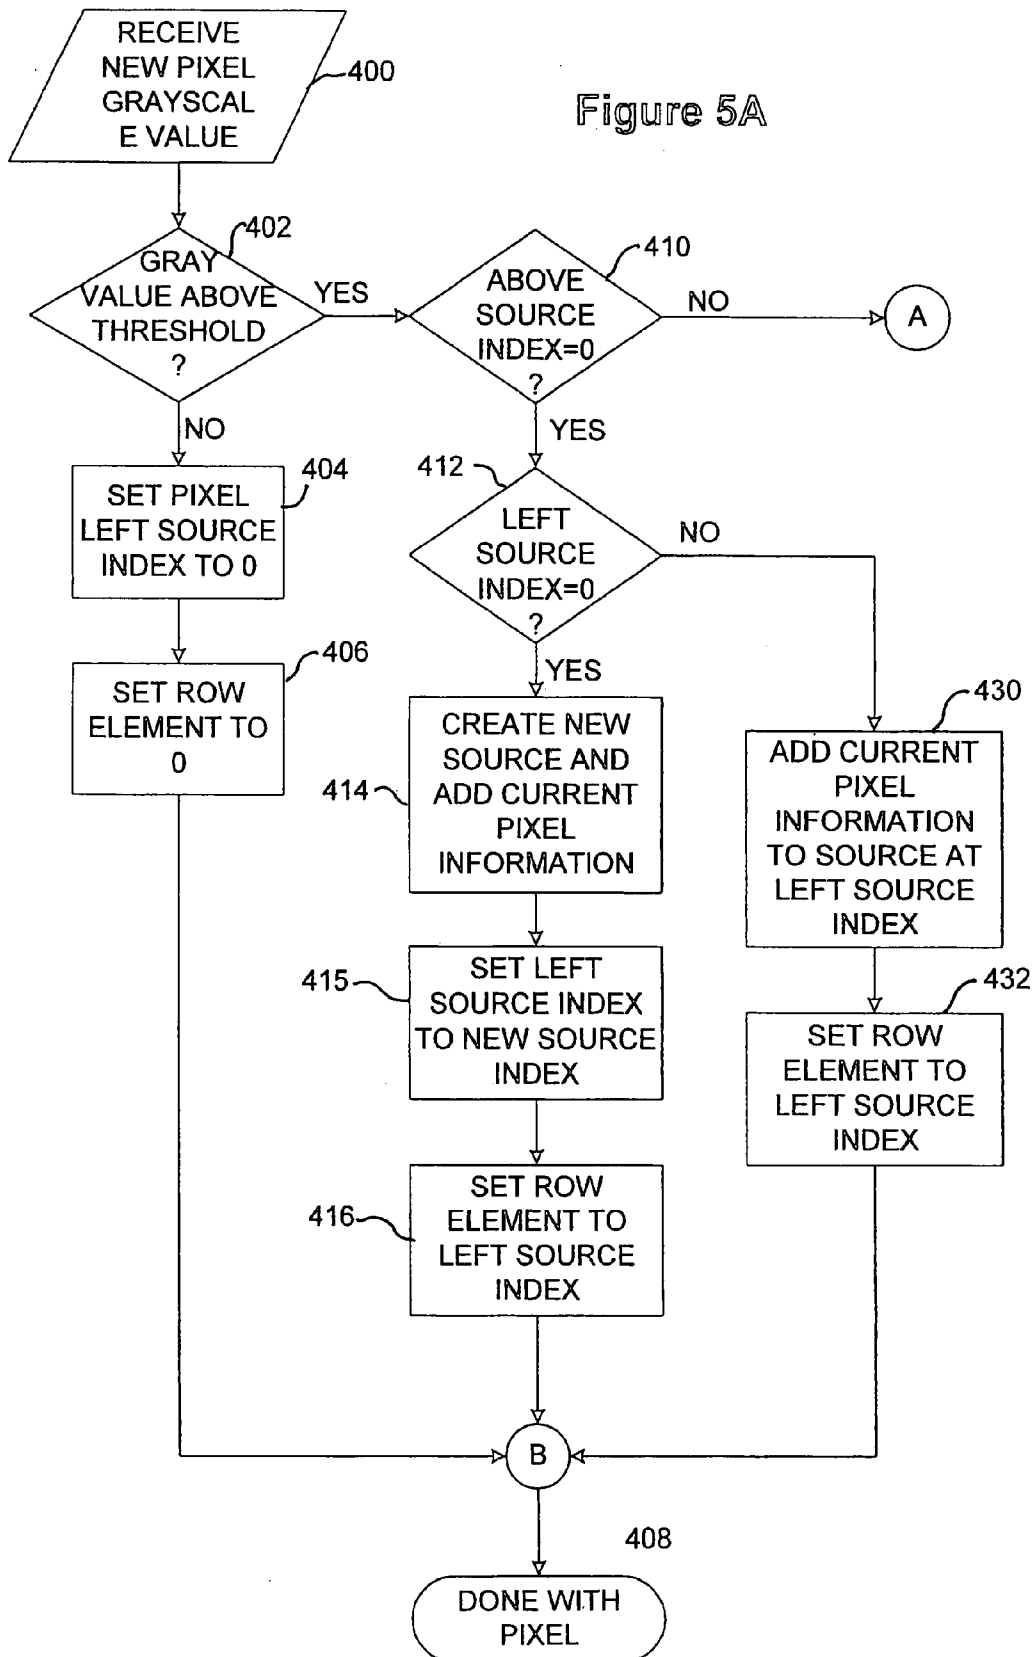 RECEIVE
NEW PIXEL
GRAYSCAL
E VALUE
400
Figure 5A
402
GRAY
VALUE ABOVE
THRESHOLD
?
YES
410
ABOVE
SOURCE
INDEX=0
?
NO
A
NO
YES
404
SET PIXEL
LEFT SOURCE
INDEX TO 0
412
LEFT
SOURCE
INDEX=0
?
NO
406
SET ROW
ELEMENT TO
0
YES
414
CREATE NEW
SOURCE AND
ADD CURRENT
PIXEL
INFORMATION
430
ADD CURRENT
PIXEL
INFORMATION
TO SOURCE AT
LEFT SOURCE
INDEX
415
SET LEFT
SOURCE INDEX
TO NEW SOURCE
INDEX
432
SET ROW
ELEMENT TO
LEFT SOURCE
INDEX
416
SET ROW
ELEMENT TO
LEFT SOURCE
INDEX
B
408
DONE WITH
PIXEL